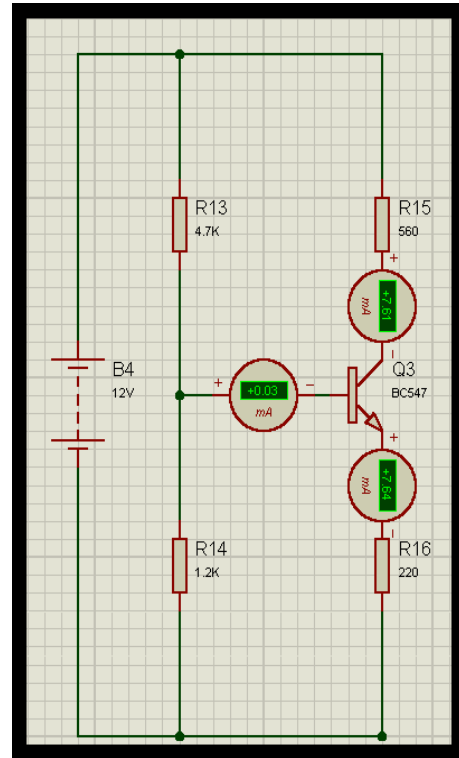 R13
4.7K
R15
560
+
+7.61
mA
-
B4
12V
+
+0.03
mA
-
Q3
BC547
+
+7.64
mA
-
R14
1.2K
R16
220